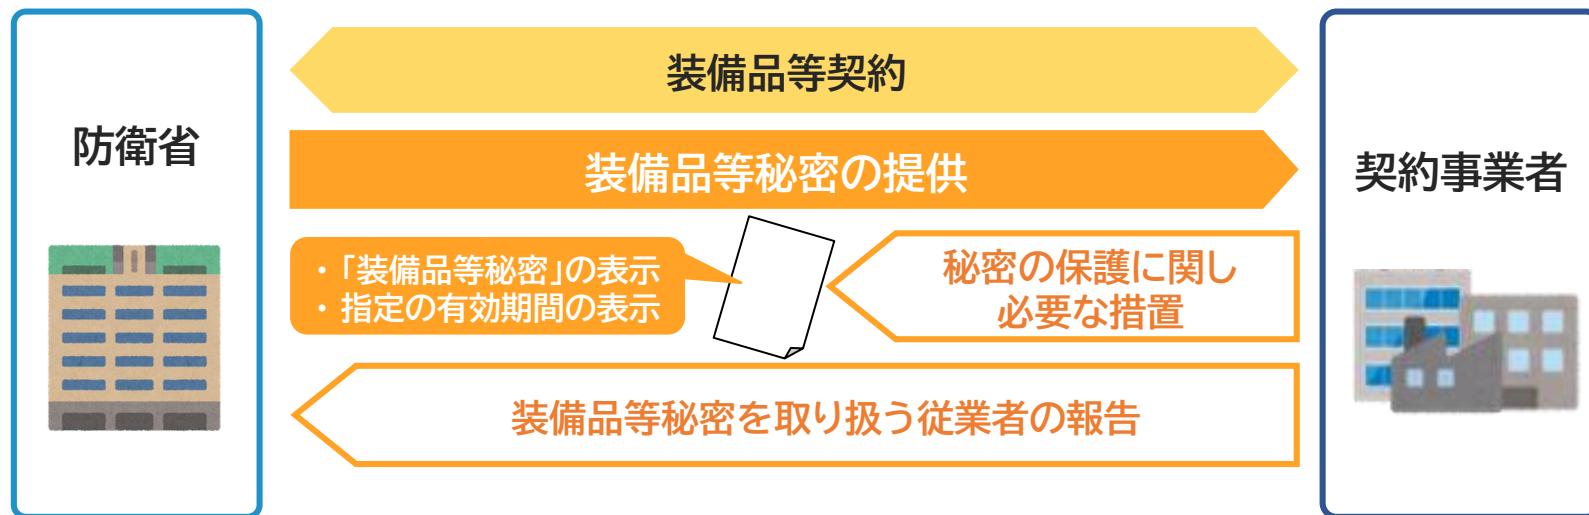 防衛省
装備品等契約
装備品等秘密の提供
・「装備品等秘密」の表示
・指定の有効期間の表示
秘密の保護に関し
必要な措置
装備品等秘密を取り扱う従業者の報告
契約事業者